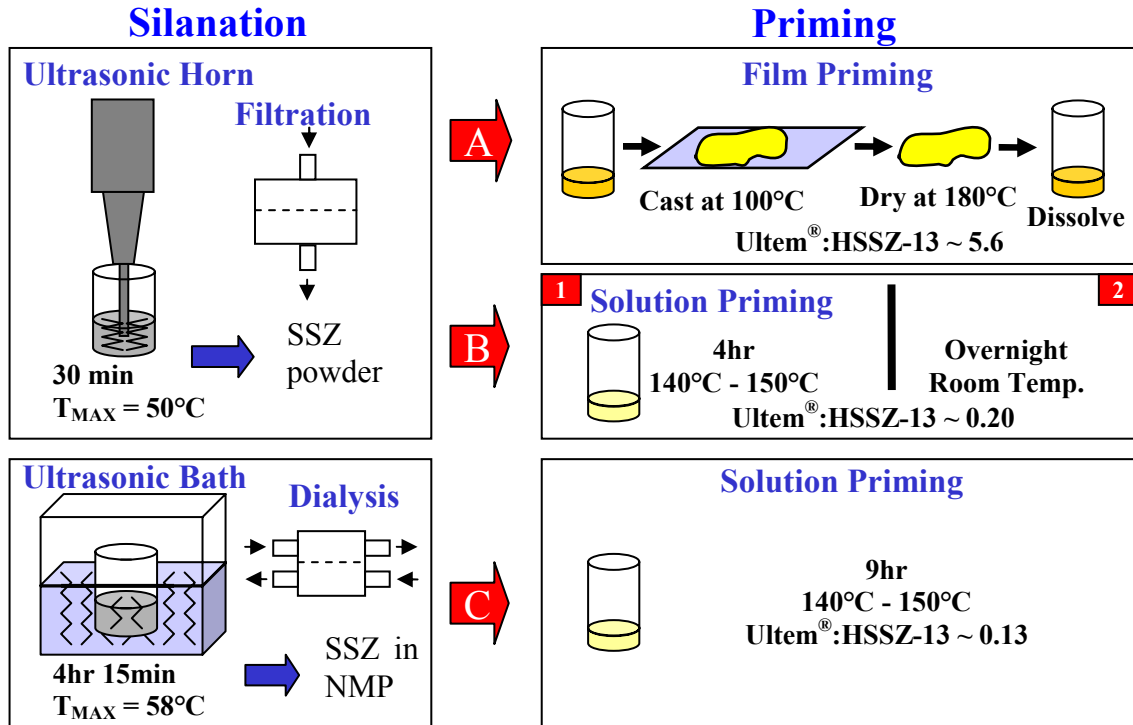 Silanation
Priming
Ultrasonic Horn
Filtration
30 min
T_MAX = 50°C
SSZ
powder
A
Film Priming
Cast at 100°C
Dry at 180°C
Dissolve
Ultem®:HSSZ-13 ~ 5.6
B
1
2
Solution Priming
4hr
140°C - 150°C
Overnight
Room Temp.
Ultem®:HSSZ-13 ~ 0.20
Ultrasonic Bath
Dialysis
4hr 15min
T_MAX = 58°C
SSZ in
NMP
C
Solution Priming
9hr
140°C - 150°C
Ultem®:HSSZ-13 ~ 0.13